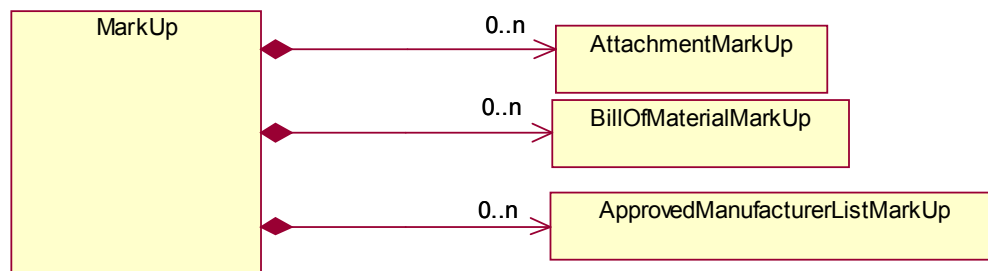 MarkUp
0..n
AttachmentMarkUp
0..n
BillOfMaterialMarkUp
0..n
ApprovedManufacturerListMarkUp